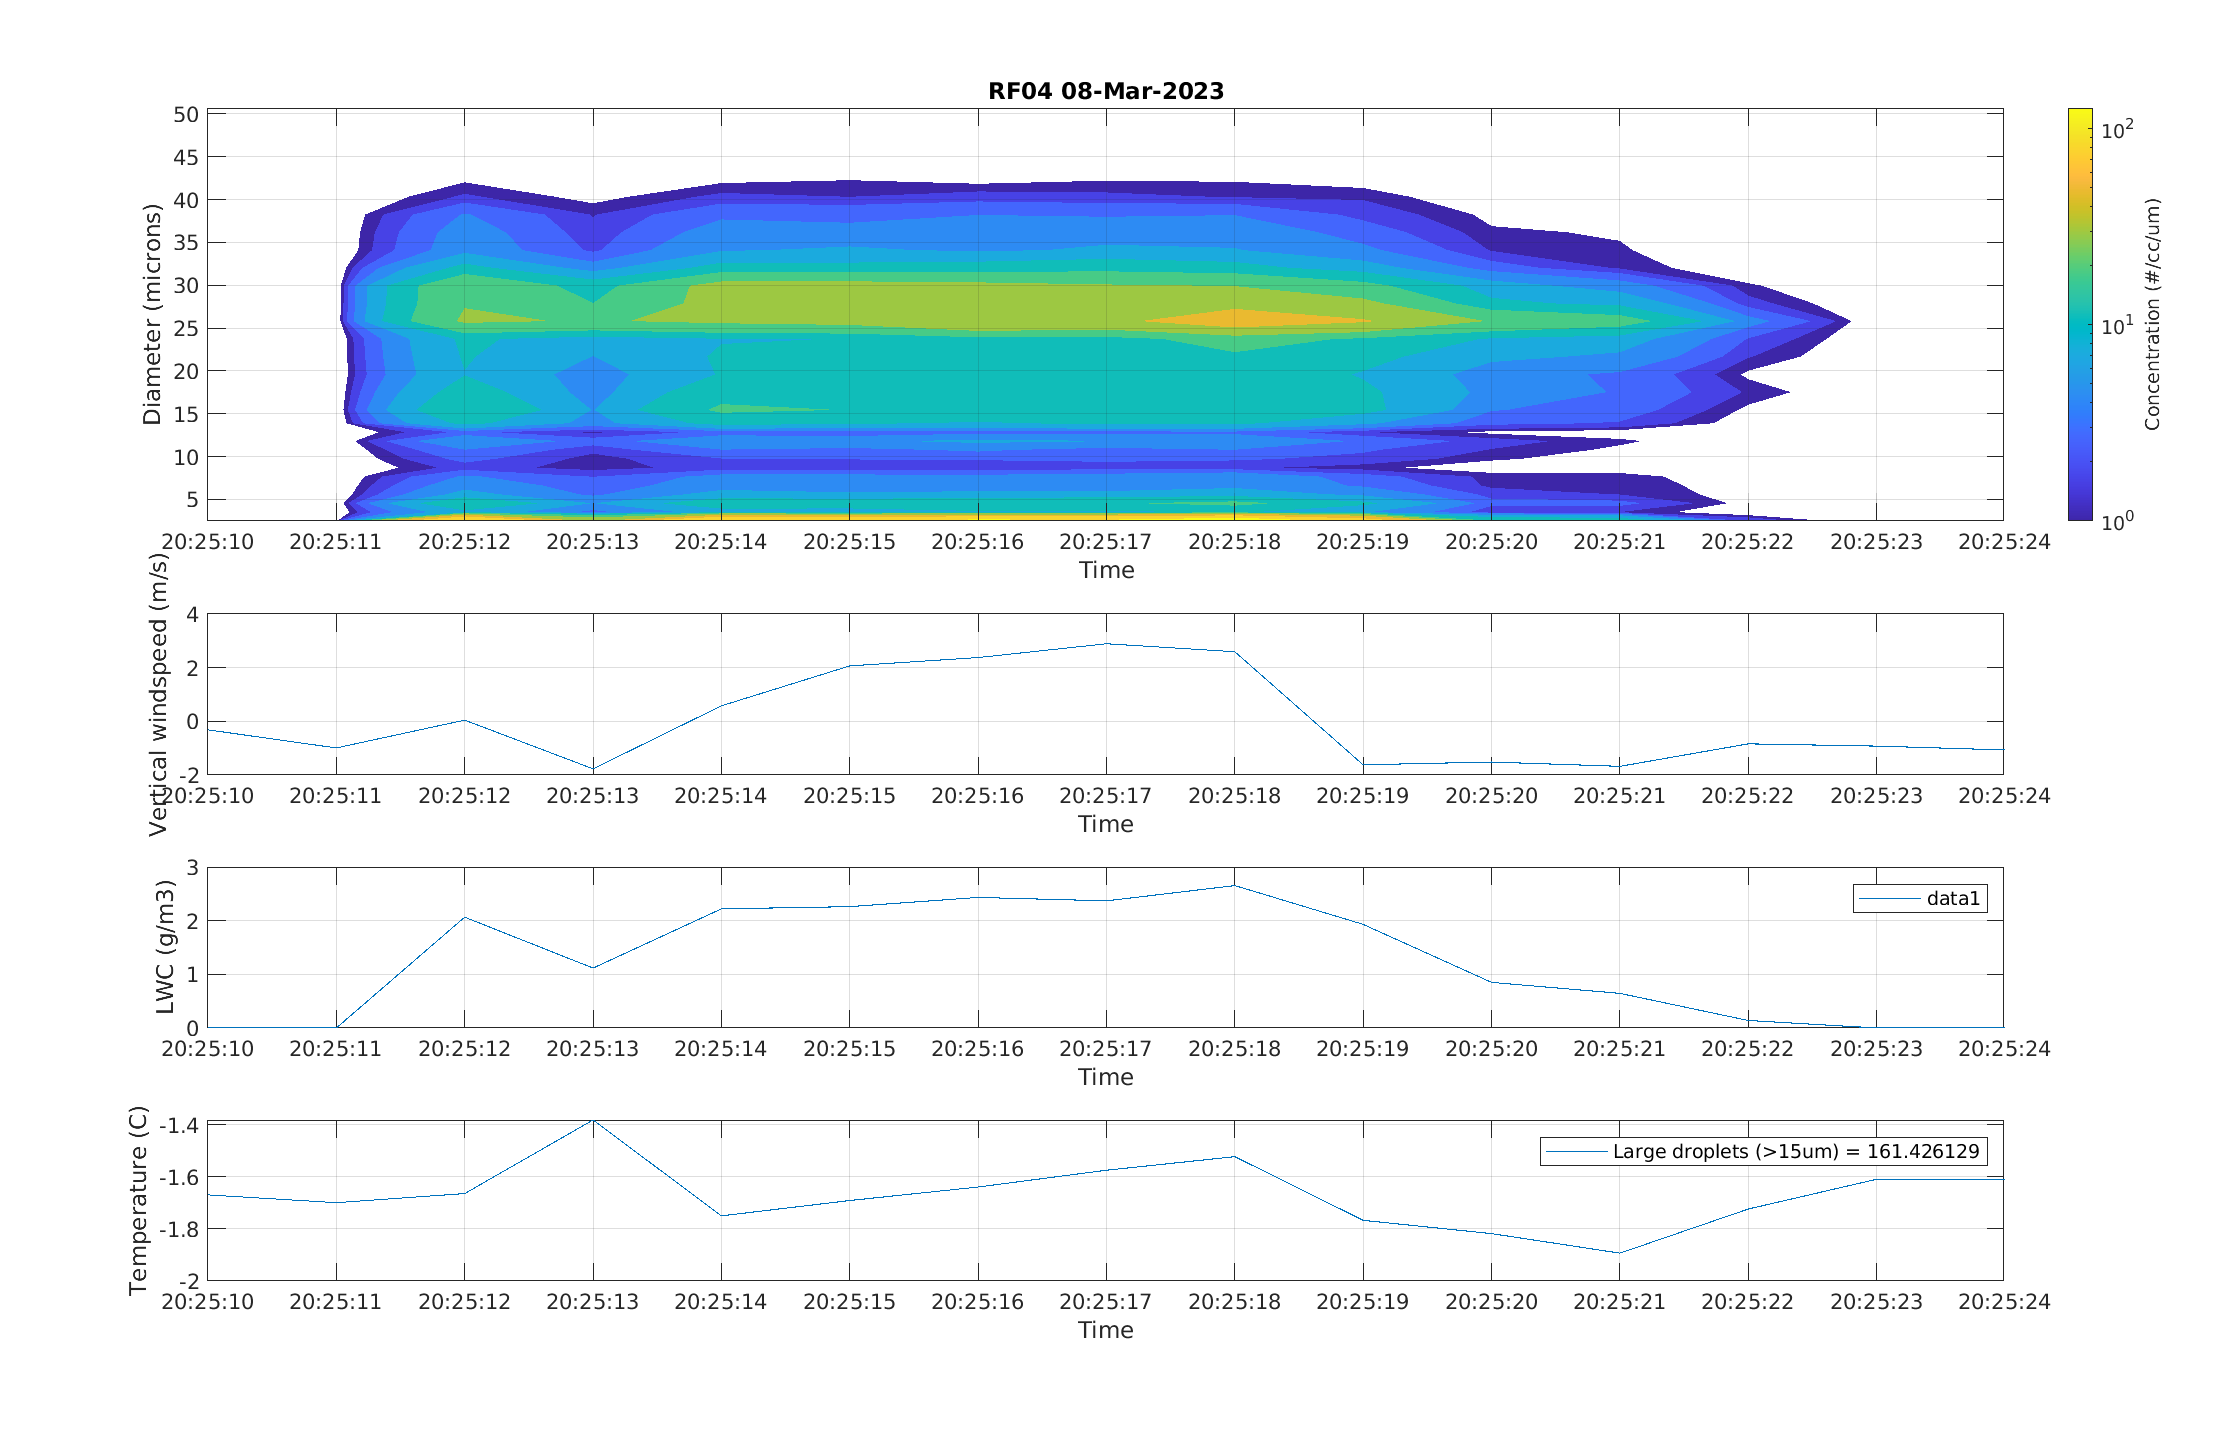 RF04 08-Mar-2023
50
45
40
35
30
25
20
15
10
5
Diameter (microns)
20:25:10 20:25:11 20:25:12 20:25:13 20:25:14 20:25:15 20:25:16 20:25:17 20:25:18 20:25:19 20:25:20 20:25:21 20:25:22 20:25:23 20:25:24
Time
10^2
10^1
10^0
Concentration (#/cc/um)
4
2
0
-2
Vertical windspeed (m/s)
20:25:10 20:25:11 20:25:12 20:25:13 20:25:14 20:25:15 20:25:16 20:25:17 20:25:18 20:25:19 20:25:20 20:25:21 20:25:22 20:25:23 20:25:24
Time
3
2
1
0
LWC (g/m3)
data1
20:25:10 20:25:11 20:25:12 20:25:13 20:25:14 20:25:15 20:25:16 20:25:17 20:25:18 20:25:19 20:25:20 20:25:21 20:25:22 20:25:23 20:25:24
Time
-1.4
-1.6
-1.8
-2
Temperature (C)
Large droplets (>15um) = 161.426129
20:25:10 20:25:11 20:25:12 20:25:13 20:25:14 20:25:15 20:25:16 20:25:17 20:25:18 20:25:19 20:25:20 20:25:21 20:25:22 20:25:23 20:25:24
Time